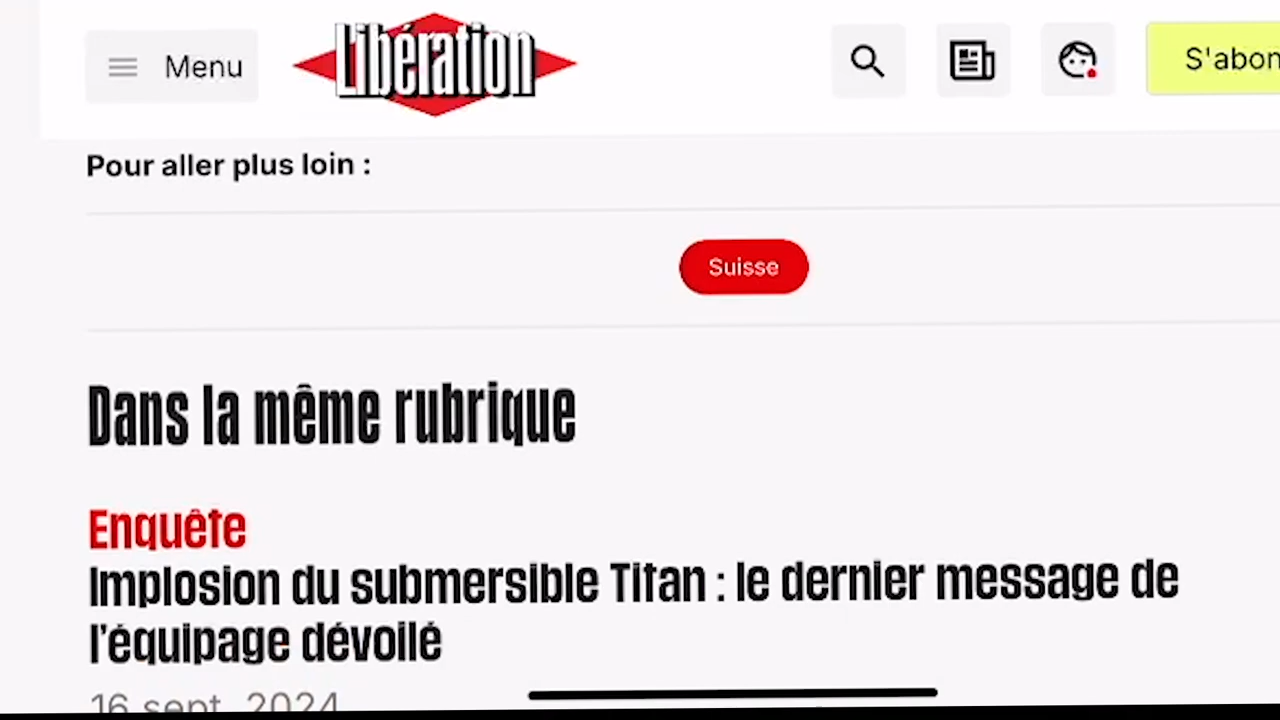 Menu
Libération
S'abon
Pour aller plus loin :
Suisse
Dans la même rubrique
Enquête
Implosion du submersible Titan : le dernier message de
l'équipage dévoilé
16 sept. 2024